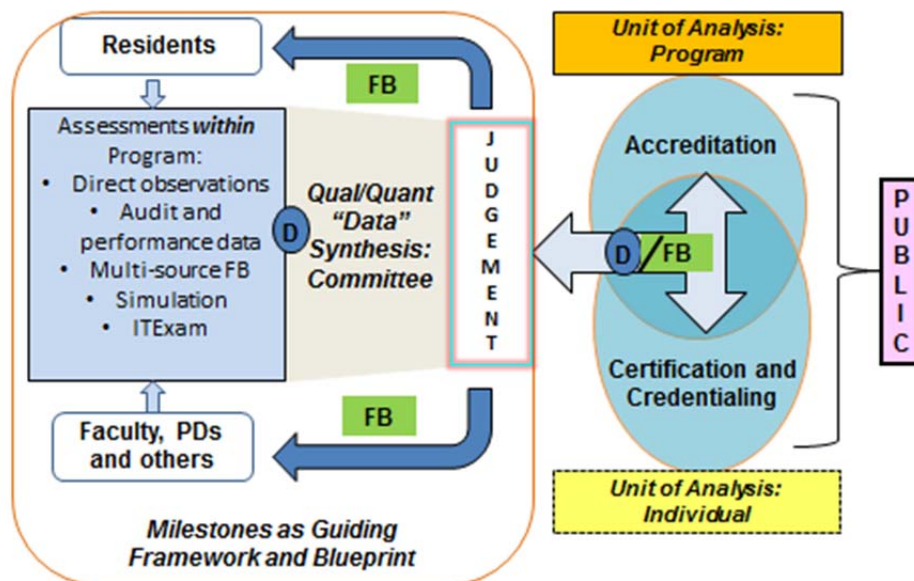 Residents
FB
Assessments within
Program:
• Direct observations
• Audit and
performance data
• Multi-source FB
• Simulation
• ITExam
D
Qual/Quant
“Data”
Synthesis:
Committee
JUDGEMENT
FB
Faculty, PDs
and others
Milestones as Guiding
Framework and Blueprint
Unit of Analysis:
Program
Accreditation
D/FB
Certification and
Credentialing
Unit of Analysis:
Individual
PUBLIC